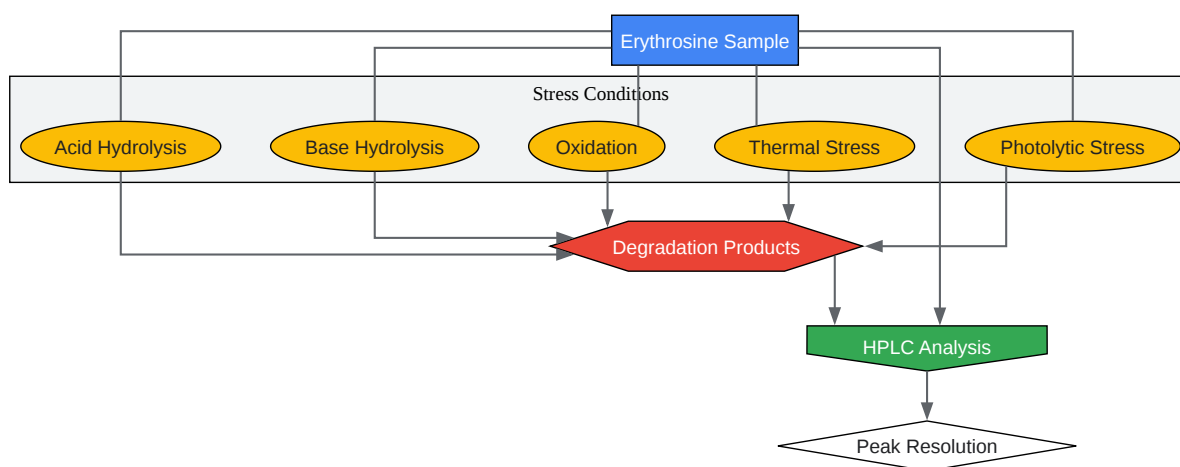 Erythrosine Sample
Stress Conditions
Acid Hydrolysis
Base Hydrolysis
Oxidation
Thermal Stress
Photolytic Stress
Degradation Products
HPLC Analysis
Peak Resolution